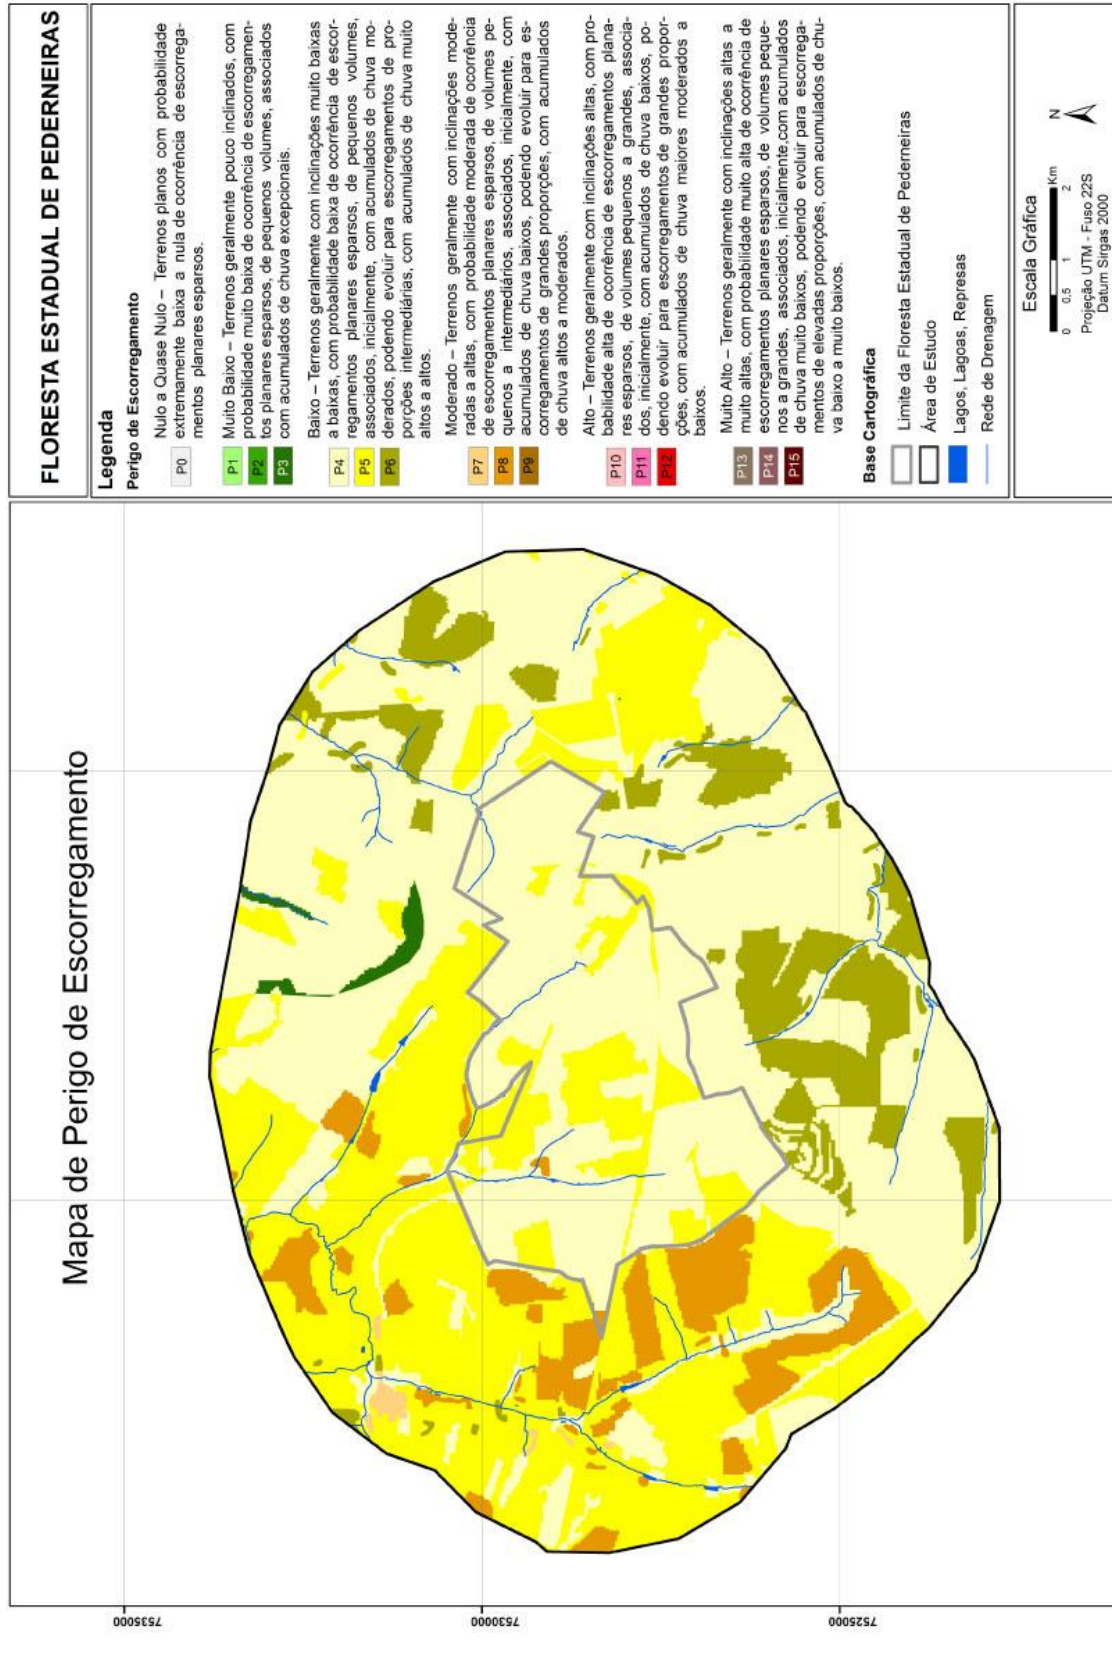 Mapa de Perigo de Escorregamento
7535000
7530000
7525000
FLORESTA ESTADUAL DE PEDERNEIRAS
Legenda
Perigo de Escorregamento
P0
Nulo a Quase Nulo – Terrenos planos com probabilidade
extremamente baixa a nula de ocorrência de escorrega-
mentos planares esparsos.
P1
P2
P3
Muito Baixo – Terrenos geralmente pouco inclinados, com
probabilidade muito baixa de ocorrência de escorregamen-
tos planares esparsos, de pequenos volumes, associados
com acumulados de chuva excepcionais.
P4
P5
P6
Baixo – Terrenos geralmente com inclinações muito baixas
a baixas, com probabilidade baixa de ocorrência de escor-
regamentos planares esparsos, de pequenos volumes,
associados, inicialmente, com acumulados de chuva mo-
derados, podendo evoluir para escorregamentos de pro-
porções intermediárias, com acumulados de chuva muito
altos a altos.
P7
P8
P9
Moderado – Terrenos geralmente com inclinações mode-
radas a altas, com probabilidade moderada de ocorrência
de escorregamentos planares esparsos, de volumes pe-
quenos a intermediários, associados, inicialmente, com
acumulados de chuva baixos, podendo evoluir para es-
corregamentos de grandes proporções, com acumulados
de chuva altos a moderados.
P10
P11
P12
Alto – Terrenos geralmente com inclinações altas, com pro-
babilidade alta de ocorrência de escorregamentos plana-
res esparsos, de volumes pequenos a grandes, associa-
dos, inicialmente, com acumulados de chuva baixos, po-
dendo evoluir para escorregamentos de grandes propor-
ções, com acumulados de chuva maiores moderados a
baixos.
P13
P14
P15
Muito Alto – Terrenos geralmente com inclinações altas a
muito altas, com probabilidade muito alta de ocorrência de
escorregamentos planares esparsos, de volumes peque-
nos a grandes, associados, inicialmente,com acumulados
de chuva muito baixos, podendo evoluir para escorrega-
mentos de elevadas proporções, com acumulados de chu-
va baixo a muito baixos.
Base Cartográfica
Limite da Floresta Estadual de Pederneiras
Área de Estudo
Lagos, Lagoas, Represas
Rede de Drenagem
Escala Gráfica
0 0,5 1 2
Km
N
Projeção UTM - Fuso 22S
Datum Sirgas 2000